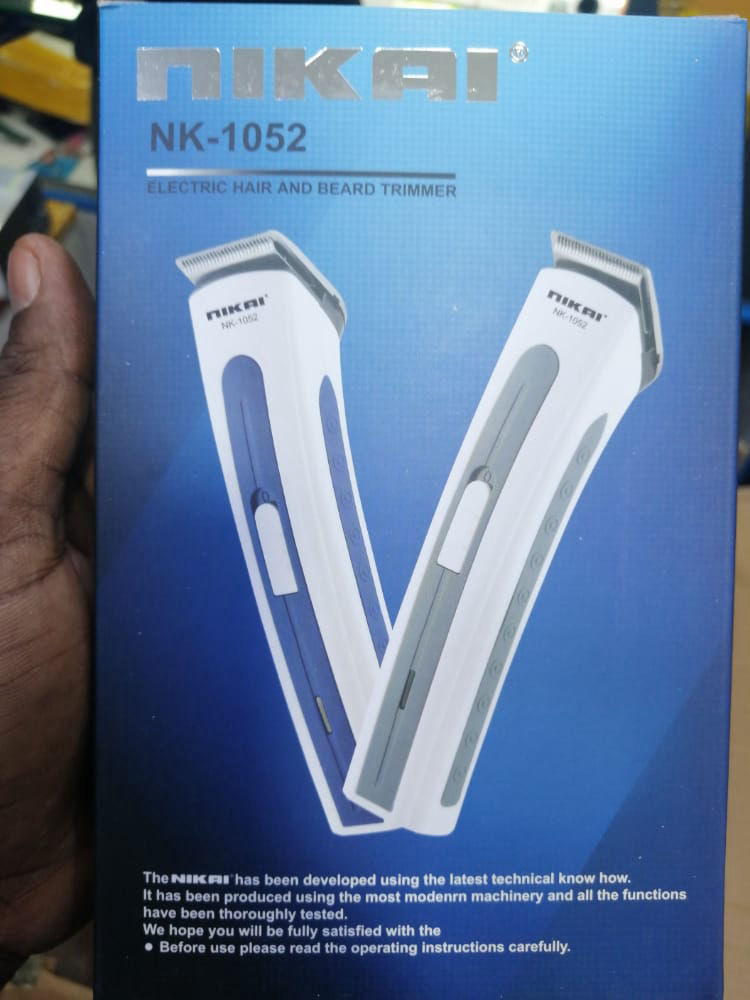 NIKAI®
NK-1052
ELECTRIC HAIR AND BEARD TRIMMER
NIKAI
NK-1052
NIKAI
NK-1052
The NIKAI has been developed using the latest technical know how.
It has been produced using the most modenrn machinery and all the functions
have been thoroughly tested.
We hope you will be fully satisfied with the
● Before use please read the operating instructions carefully.